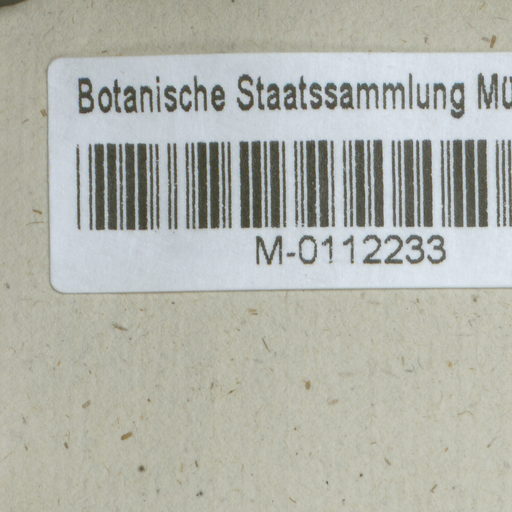 Botanische Staatssammlung Mü
M-0112233